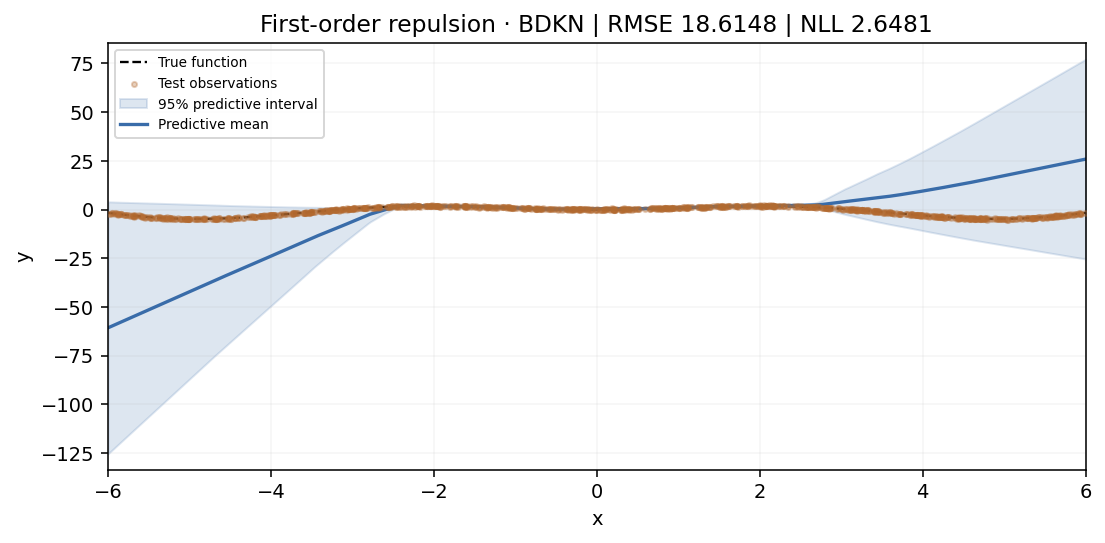 First-order repulsion · BDKN | RMSE 18.6148 | NLL 2.6481
True function
Test observations
95% predictive interval
Predictive mean
75
50
25
0
−25
−50
−75
−100
−125
y
−6
−4
−2
0
2
4
6
x